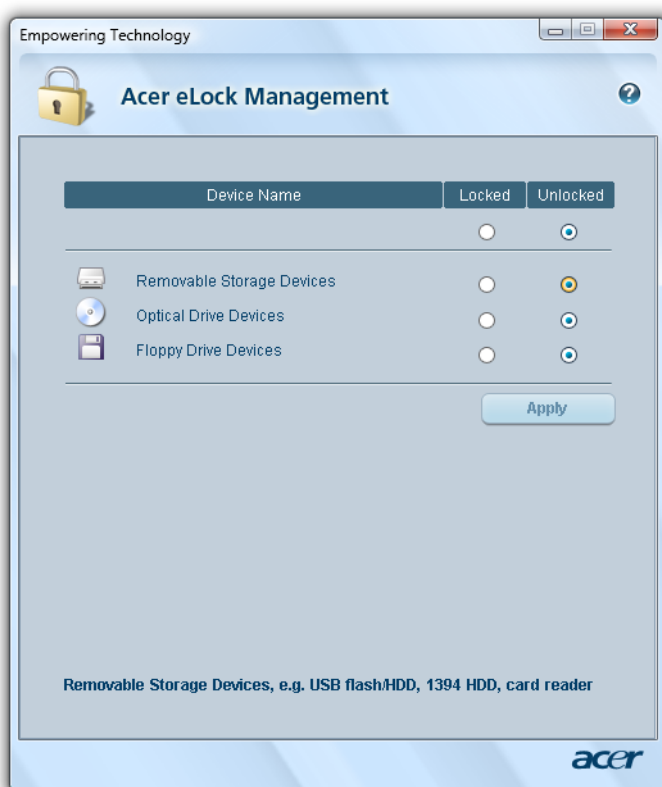 Empowering Technology
Acer eLock Management
Device Name Locked Unlocked
Removable Storage Devices
Optical Drive Devices
Floppy Drive Devices
Apply
Removable Storage Devices, e.g. USB flash/HDD, 1394 HDD, card reader
acer